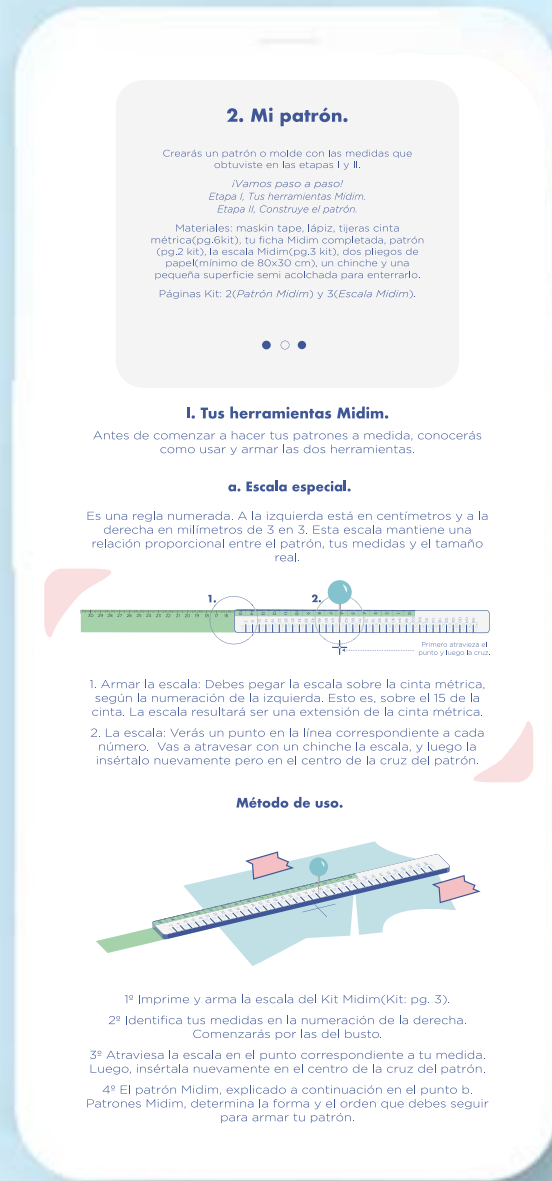 2. Mi patrón.
Crearás un patrón o molde con las medidas que
obtuviste en las etapas I y II.
¡Vamos paso a paso!
Etapa I, Tus herramientas Midim.
Etapa II, Construye el patrón.
Materiales: maskin tape, lápiz, tijeras cinta
métrica(pg.6kit), tu ficha Midim completada, patrón
(pg.2 kit), la escala Midim(pg.3 kit), dos pliegos de
papel(mínimo de 80x30 cm), un chinche y una
pequeña superficie semi acolchada para enterrarlo.
Páginas Kit: 2(Patrón Midim) y 3(Escala Midim).
I. Tus herramientas Midim.
Antes de comenzar a hacer tus patrones a medida, conocerás
como usar y armar las dos herramientas.
a. Escala especial.
Es una regla numerada. A la izquierda está en centímetros y a la
derecha en milímetros de 3 en 3. Esta escala mantiene una
relación proporcional entre el patrón, tus medidas y el tamaño
real.
1.
2.
Primero atravieza el
punto y luego la cruz.
1. Armar la escala: Debes pegar la escala sobre la cinta métrica,
según la numeración de la izquierda. Esto es, sobre el 15 de la
cinta. La escala resultará ser una extensión de la cinta métrica.
2. La escala: Verás un punto en la línea correspondiente a cada
número. Vas a atravesar con un chinche la escala, y luego la
insértalo nuevamente pero en el centro de la cruz del patrón.
Método de uso.
1º Imprime y arma la escala del Kit Midim(Kit: pg. 3).
2º Identifica tus medidas en la numeración de la derecha.
Comenzarás por las del busto.
3º Atraviesa la escala en el punto correspondiente a tu medida.
Luego, insértala nuevamente en el centro de la cruz del patrón.
4º El patrón Midim, explicado a continuación en el punto b.
Patrones Midim, determina la forma y el orden que debes seguir
para armar tu patrón.